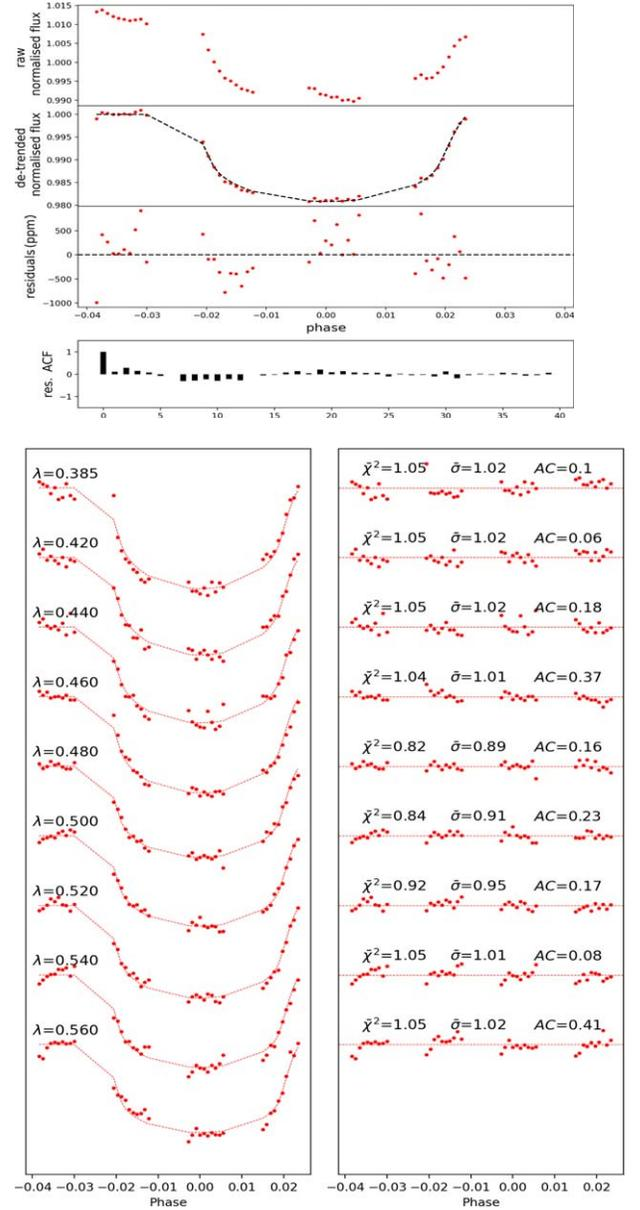 raw
normalised flux
1.015
1.010
1.005
1.000
0.995
0.990
de-trended
normalised flux
1.000
0.995
0.990
0.985
0.980
residuals (ppm)
500
0
−500
−1000
−0.04 −0.03 −0.02 −0.01 0.00 0.01 0.02 0.03 0.04
phase
res. ACF
1
0
−1
0 5 10 15 20 25 30 35 40
λ=0.385
λ=0.420
λ=0.440
λ=0.460
λ=0.480
λ=0.500
λ=0.520
λ=0.540
λ=0.560
−0.04 −0.03 −0.02 −0.01 0.00 0.01 0.02
Phase
χ̄²=1.05 σ̄=1.02 AC=0.1
χ̄²=1.05 σ̄=1.02 AC=0.06
χ̄²=1.05 σ̄=1.02 AC=0.18
χ̄²=1.04 σ̄=1.01 AC=0.37
χ̄²=0.82 σ̄=0.89 AC=0.16
χ̄²=0.84 σ̄=0.91 AC=0.23
χ̄²=0.92 σ̄=0.95 AC=0.17
χ̄²=1.05 σ̄=1.01 AC=0.08
χ̄²=1.05 σ̄=1.02 AC=0.41
−0.04 −0.03 −0.02 −0.01 0.00 0.01 0.02
Phase